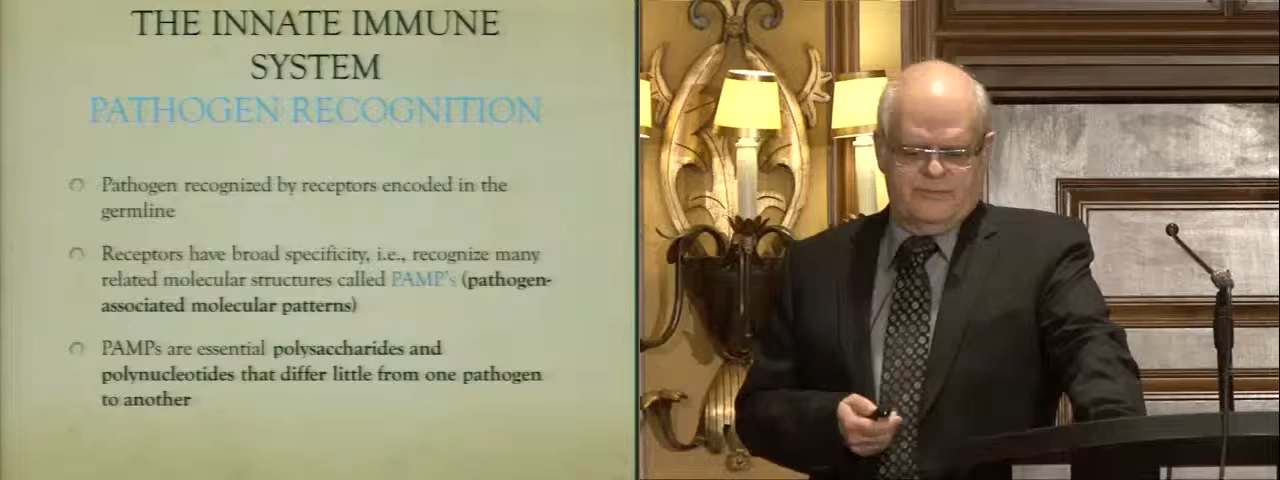 THE INNATE IMMUNE
SYSTEM
PATHOGEN RECOGNITION
Pathogen recognized by receptors encoded in the
germline
Receptors have broad specificity, i.e., recognize many
related molecular structures called PAMP's (pathogen-
associated molecular patterns)
PAMPs are essential polysaccharides and
polynucleotides that differ little from one pathogen
to another